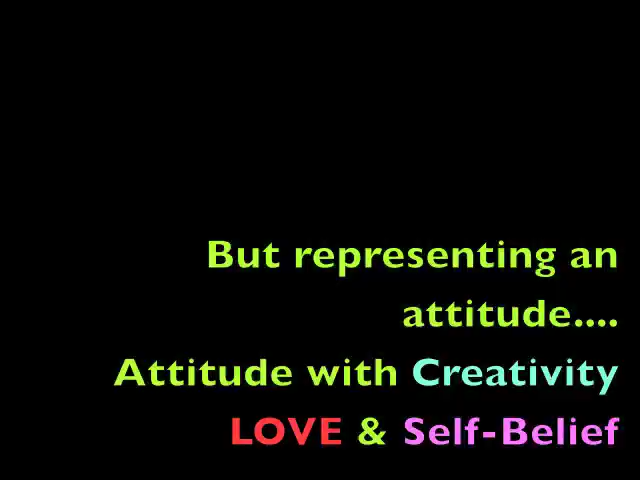 But representing an
attitude....
Attitude with Creativity
LOVE & Self-Belief